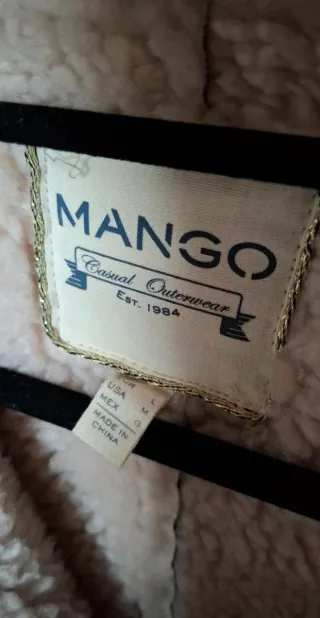 MANGO
Casual Outerwear
EST. 1984
L
USA M
MEX G
MADE IN
CHINA